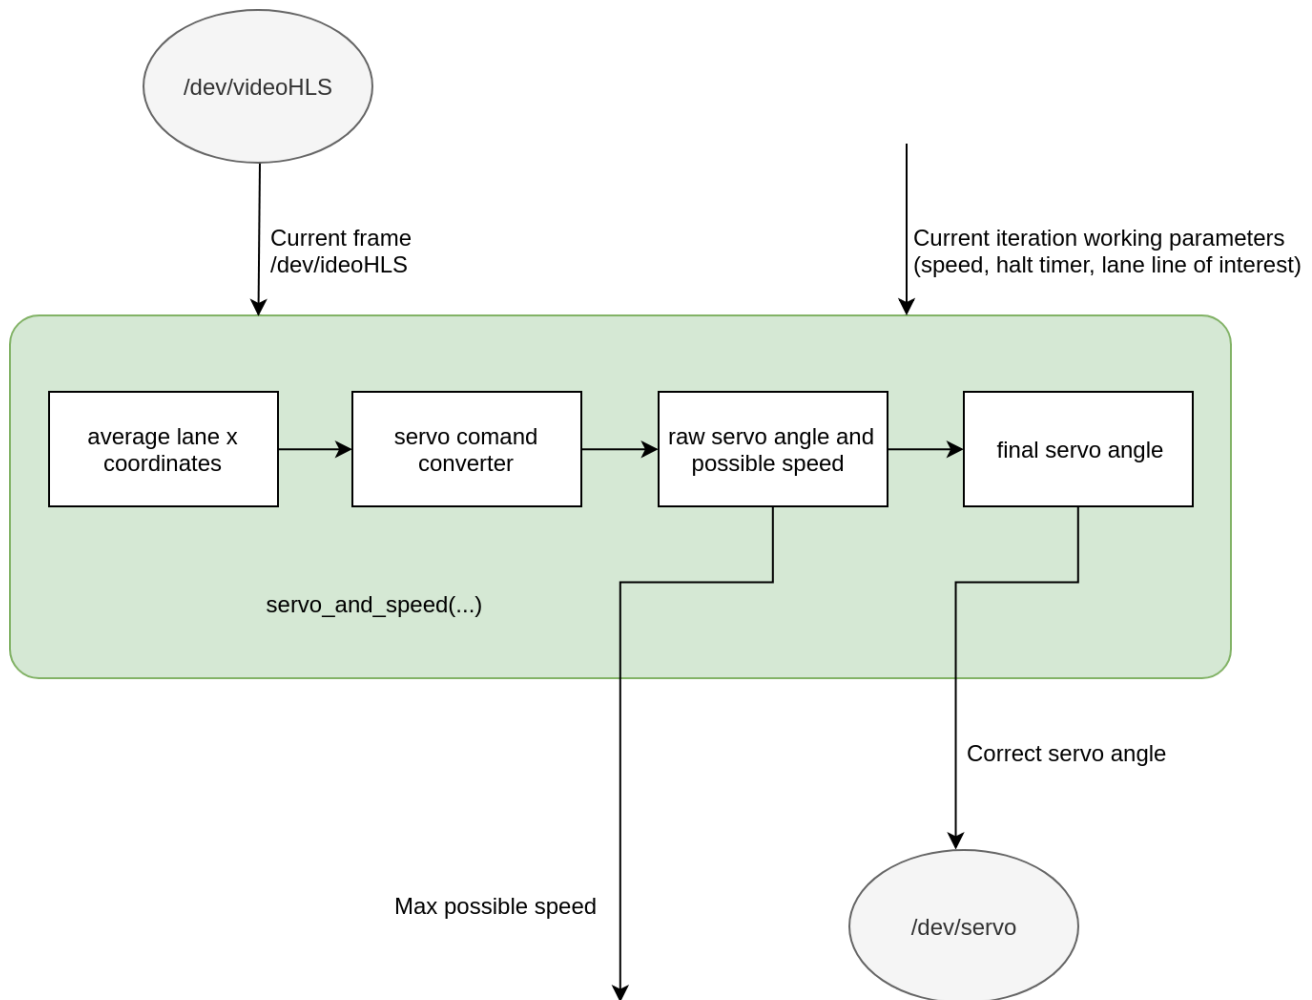 /dev/videoHLS
Current frame
/dev/ideoHLS
Current iteration working parameters
(speed, halt timer, lane line of interest)
average lane x
coordinates
servo comand
converter
raw servo angle and
possible speed
final servo angle
servo_and_speed(...)
Correct servo angle
Max possible speed
/dev/servo